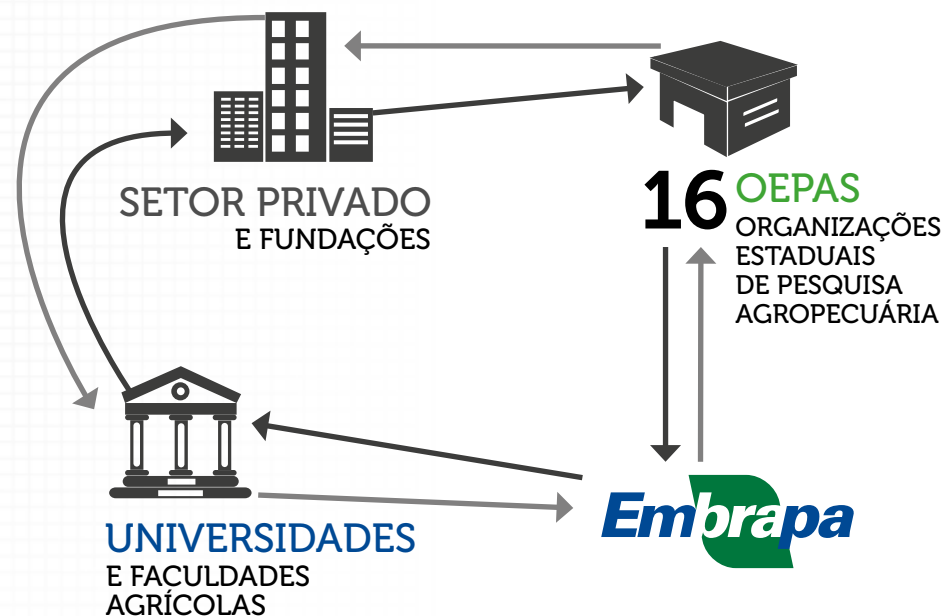 SETOR PRIVADO
E FUNDAÇÕES
16 OEPAS
ORGANIZAÇÕES
ESTADUAIS
DE PESQUISA
AGROPECUÁRIA
UNIVERSIDADES
E FACULDADES
AGRÍCOLAS
Embrapa